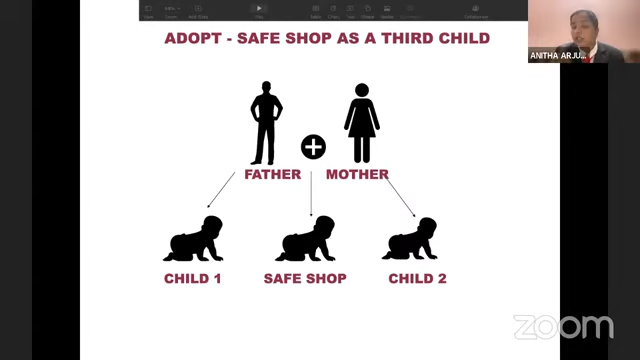 ADOPT - SAFE SHOP AS A THIRD CHILD
ANITHA ARJU...
FATHER
MOTHER
CHILD 1
SAFE SHOP
CHILD 2
zoom